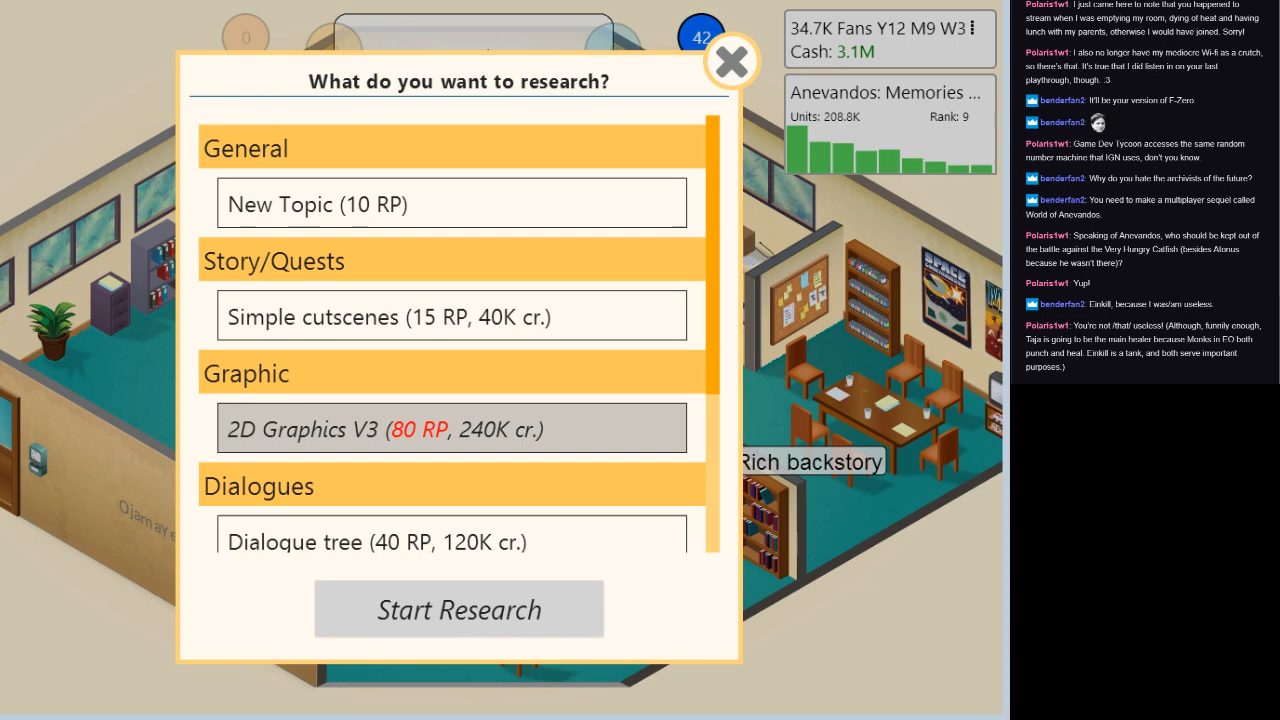 0
42
34.7K Fans Y12 M9 W3
Cash: 3.1M
Anevandos: Memories ...
Units: 208.8K Rank: 9
What do you want to research?
General
New Topic (10 RP)
Story/Quests
Simple cutscenes (15 RP, 40K cr.)
Graphic
2D Graphics V3 (80 RP, 240K cr.)
Dialogues
Dialogue tree (40 RP, 120K cr.)
Start Research
Rich backstory
SPACE
Polaris1w1: I just came here to note that you happened to
stream when I was emptying my room, dying of heat and having
lunch with my parents, otherwise I would have joined. Sorry!
Polaris1w1: I also no longer have my mediocre Wi-fi as a crutch,
so there's that. It's true that I did listen in on your last
playthrough, though. :3
benderfan2: It'll be your version of F-Zero
benderfan2:
Polaris1w1: Game Dev Tycoon accesses the same random
number machine that IGN uses, don't you know.
benderfan2: Why do you hate the archivists of the future?
benderfan2: You need to make a multiplayer sequel called
World of Anevandos.
Polaris1w1: Speaking of Anevandos, who should be kept out of
the battle against the Very Hungry Catfish (besides Atonus
because he wasn't there)?
Polaris1w1: Yup!
benderfan2: Einkill, because I was/am useless.
Polaris1w1: You're not /that/ useless! (Although, funnily enough,
Taja is going to be the main healer because Monks in EO both
punch and heal. Einkill is a tank, and both serve important
purposes.)